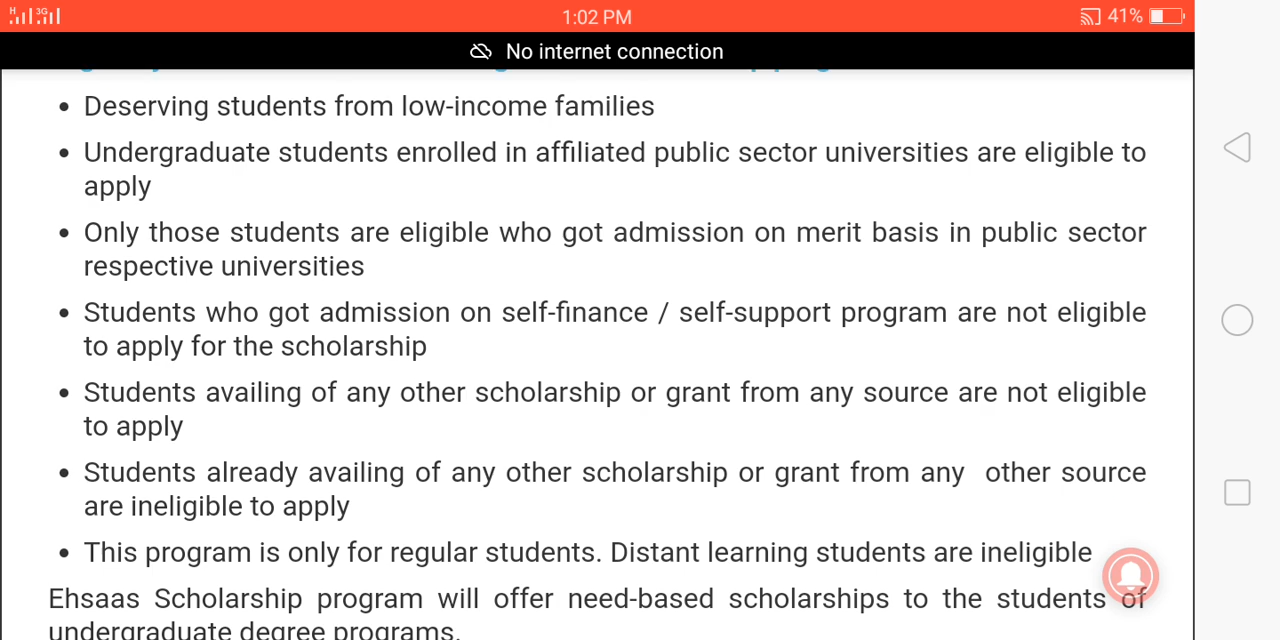 H 3G 1:02 PM 41%
No internet connection
• Deserving students from low-income families
• Undergraduate students enrolled in affiliated public sector universities are eligible to
apply
• Only those students are eligible who got admission on merit basis in public sector
respective universities
• Students who got admission on self-finance / self-support program are not eligible
to apply for the scholarship
• Students availing of any other scholarship or grant from any source are not eligible
to apply
• Students already availing of any other scholarship or grant from any  other source
are ineligible to apply
• This program is only for regular students. Distant learning students are ineligible
Ehsaas Scholarship program will offer need-based scholarships to the students of
undergraduate degree programs.